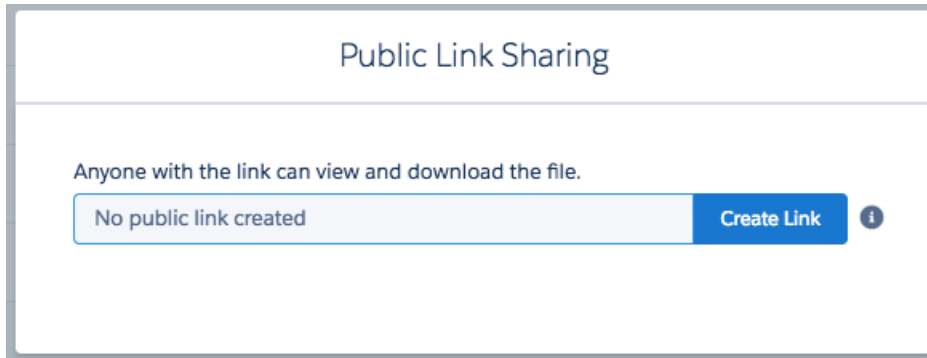 Public Link Sharing
Anyone with the link can view and download the file.
No public link created Create Link